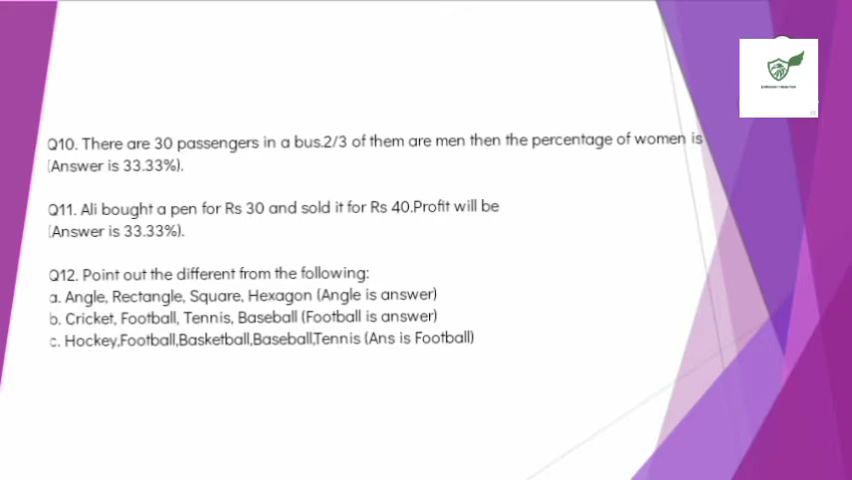 Q10. There are 30 passengers in a bus.2/3 of them are men then the percentage of women is
(Answer is 33.33%).
Q11. Ali bought a pen for Rs 30 and sold it for Rs 40.Profit will be
(Answer is 33.33%).
Q12. Point out the different from the following:
a. Angle, Rectangle, Square, Hexagon (Angle is answer)
b. Cricket, Football, Tennis, Baseball (Football is answer)
c. Hockey,Football,Basketball,Baseball,Tennis (Ans is Football)